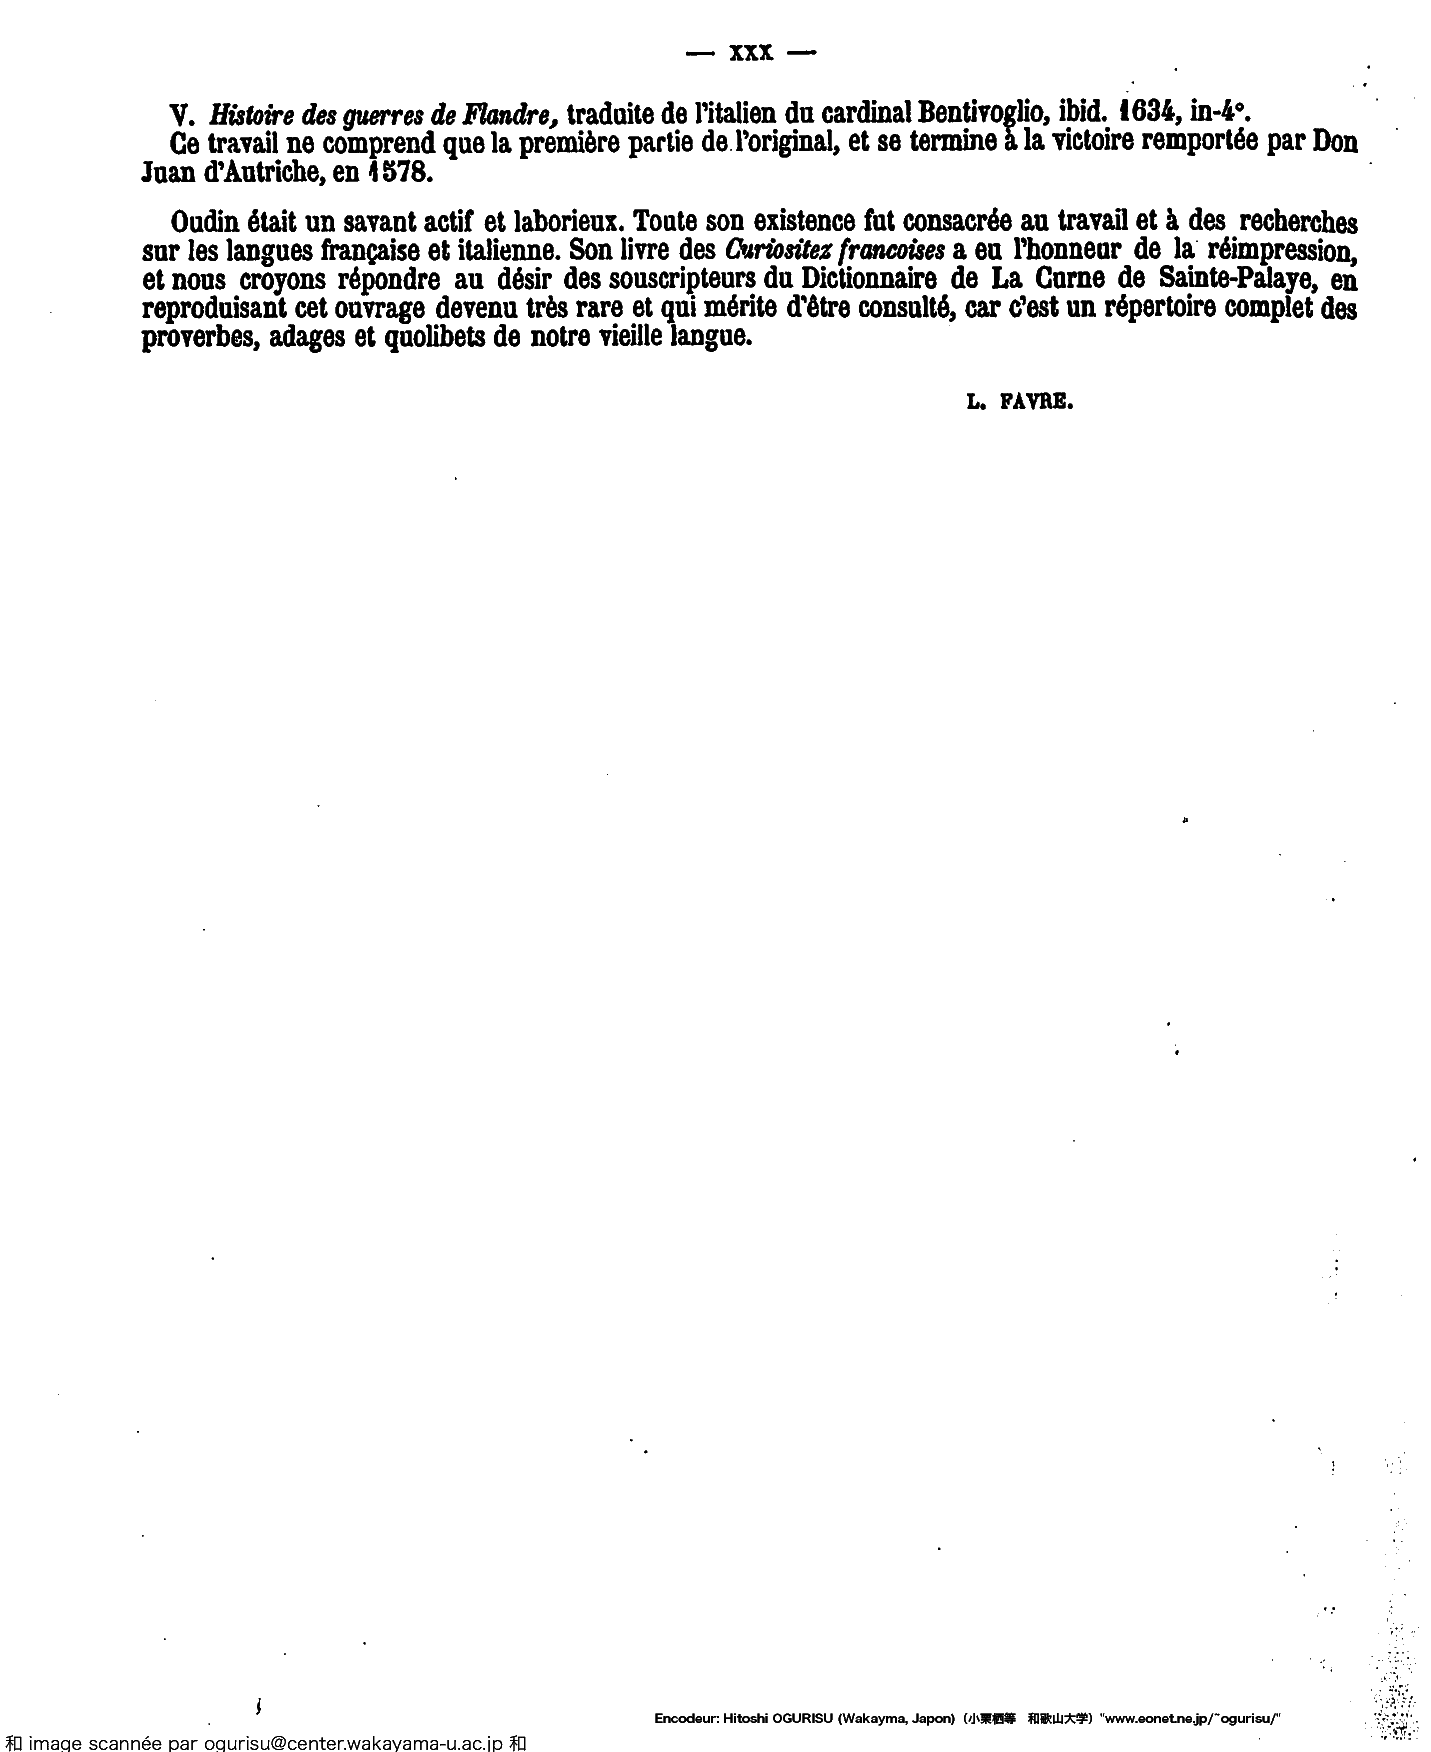 — XXX —
V. Histoire des guerres de Flandre, traduite de l'italien du cardinal Bentivoglio, ibid. 1634, in-4°.
Ce travail ne comprend que la première partie de l'original, et se termine à la victoire remportée par Don
Juan d'Autriche, en 1578.
Oudin était un savant actif et laborieux. Toute son existence fut consacrée au travail et à des recherches
sur les langues française et italienne. Son livre des Curiositez francoises a eu l'honneur de la réimpression,
et nous croyons répondre au désir des souscripteurs du Dictionnaire de La Curne de Sainte-Palaye, en
reproduisant cet ouvrage devenu très rare et qui mérite d'être consulté, car c'est un répertoire complet des
proverbes, adages et quolibets de notre vieille langue.
L. FAVRE.
Encodeur: Hitoshi OGURISU (Wakayma, Japon) (小栗栖等 和歌山大学) "www.eonet.ne.jp/~ogurisu/"
和 image scannée par ogurisu@center.wakayama-u.ac.jp 和